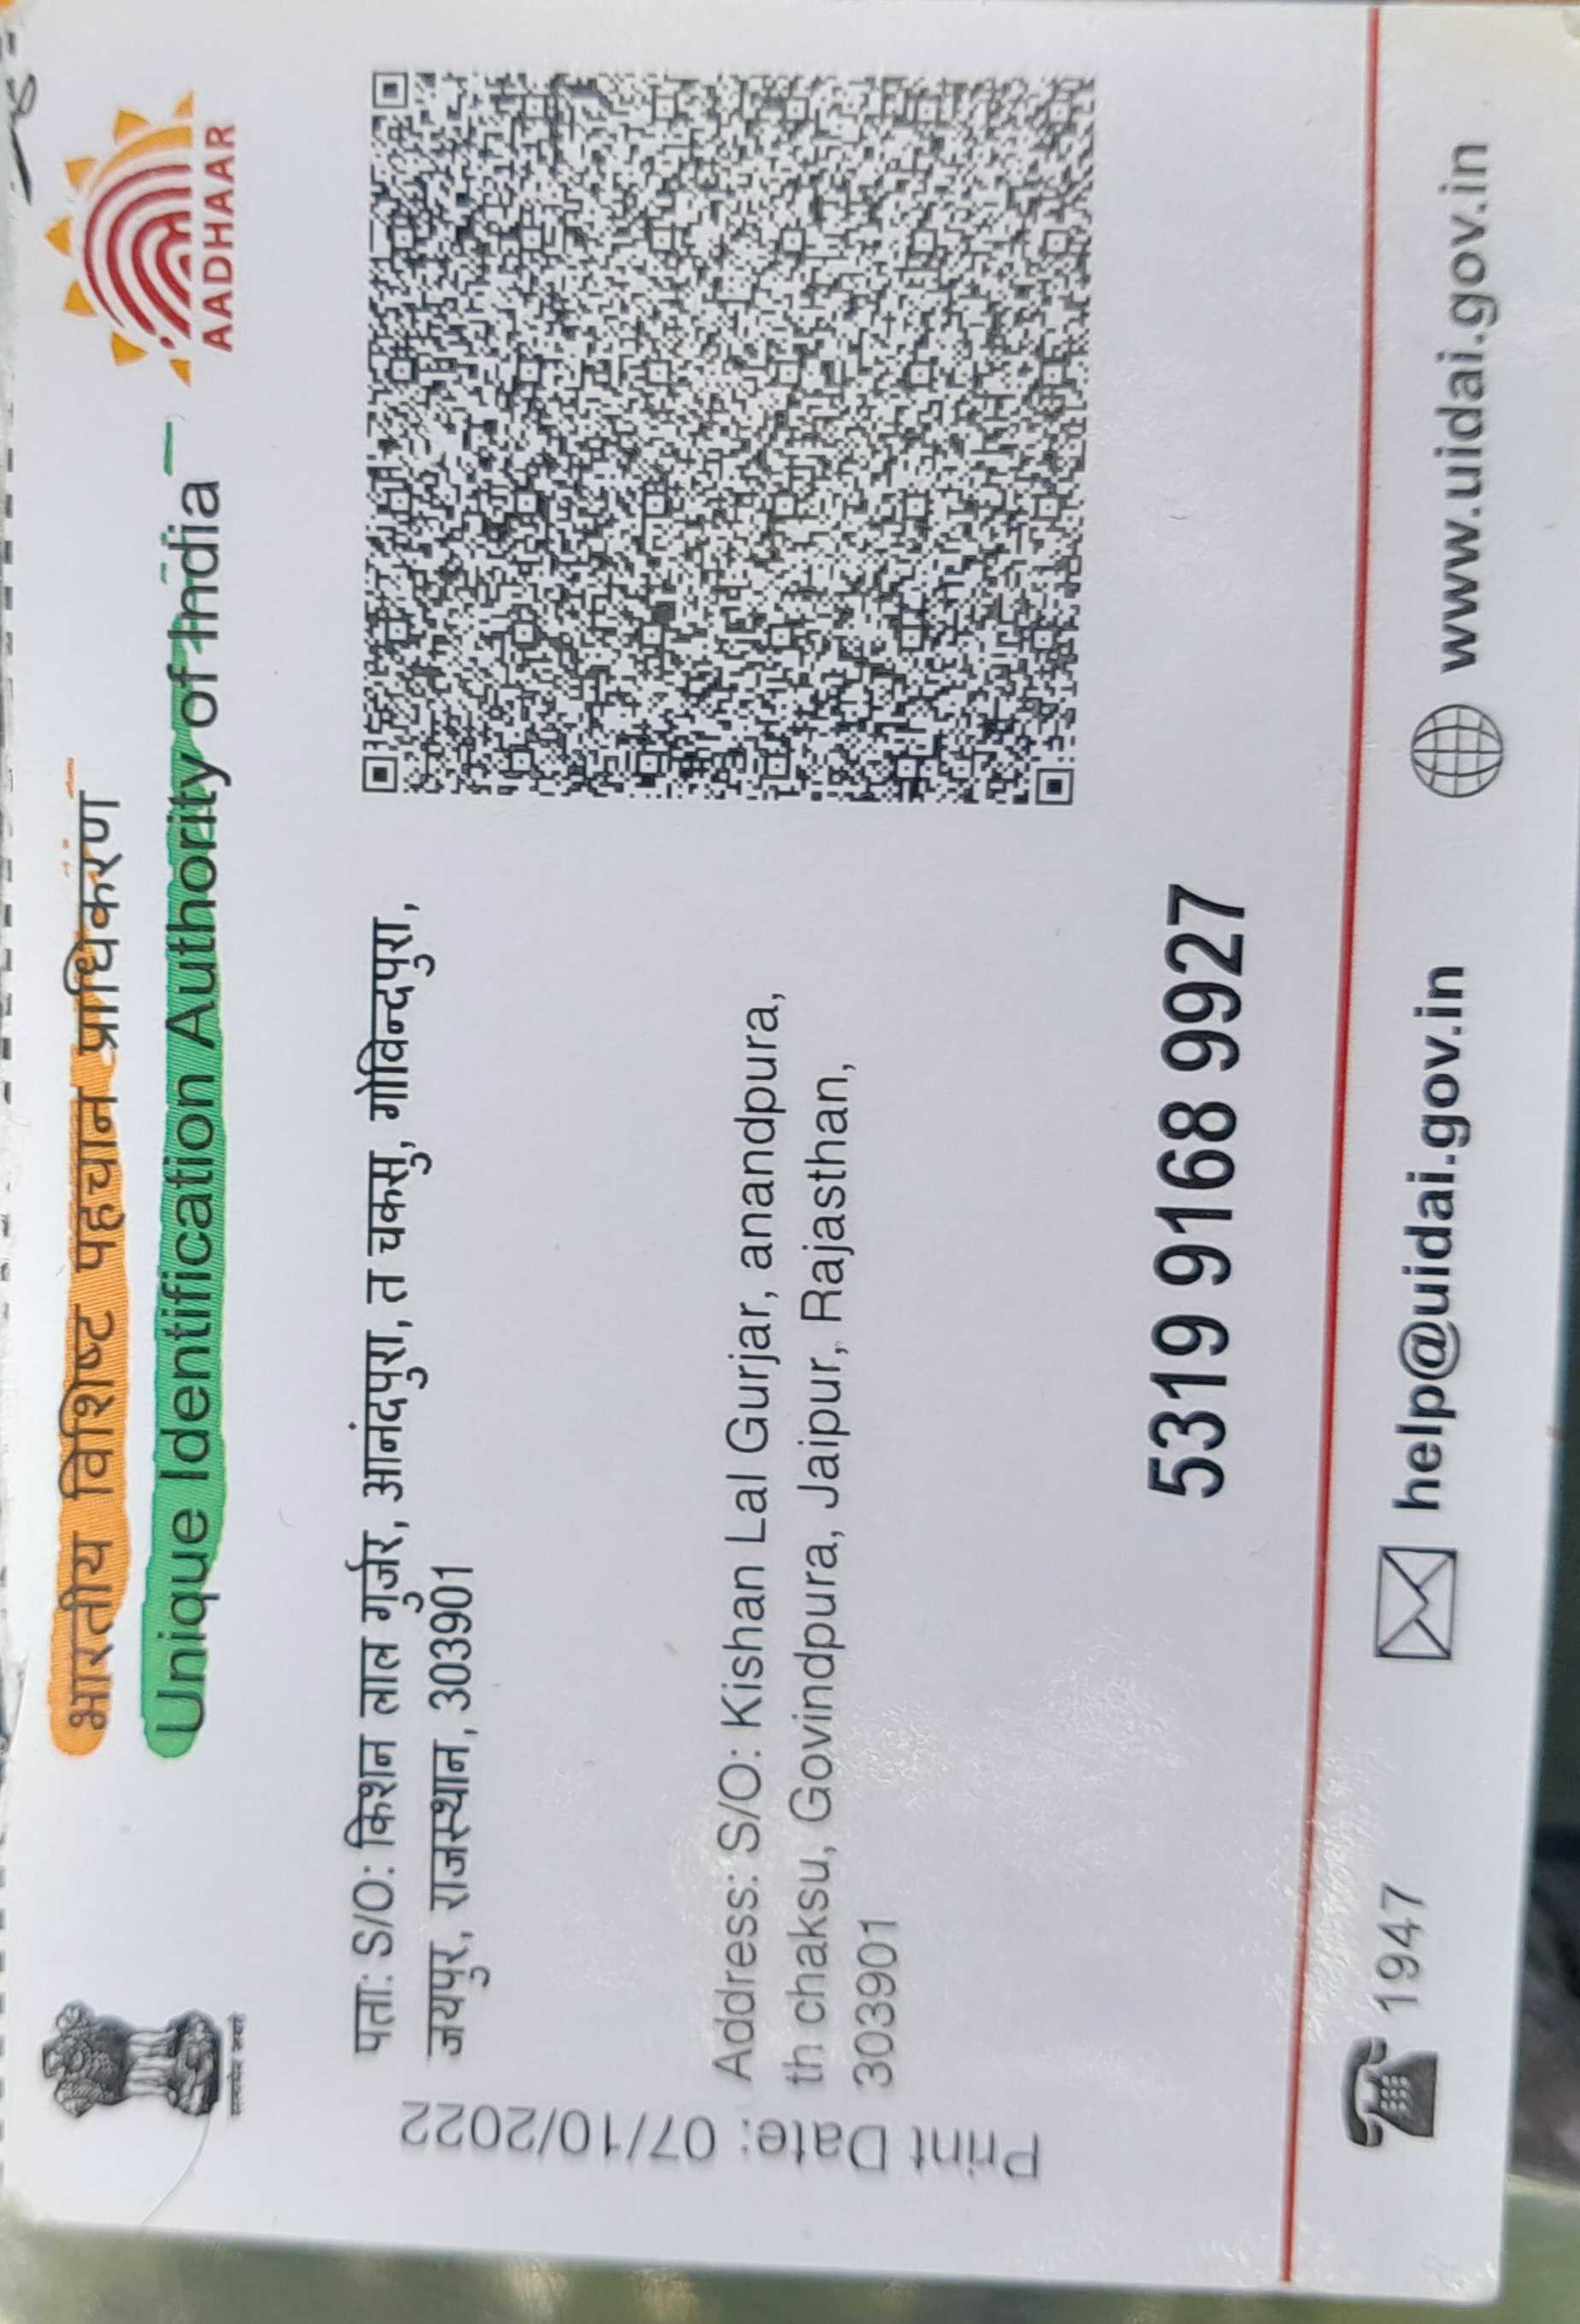 भारतीय विशिष्ट पहचान प्राधिकरण
Unique Identification Authority of India
AADHAAR
सत्यमेव जयते
पता: S/O: किशन लाल गुर्जर, आनंदपुरा, त चकसु, गोविन्दपुरा,
जयपुर, राजस्थान, 303901
Address: S/O: Kishan Lal Gurjar, anandpura,
th chaksu, Govindpura, Jaipur, Rajasthan,
303901
Print Date: 07/10/2022
5319 9168 9927
1947
help@uidai.gov.in
www.uidai.gov.in